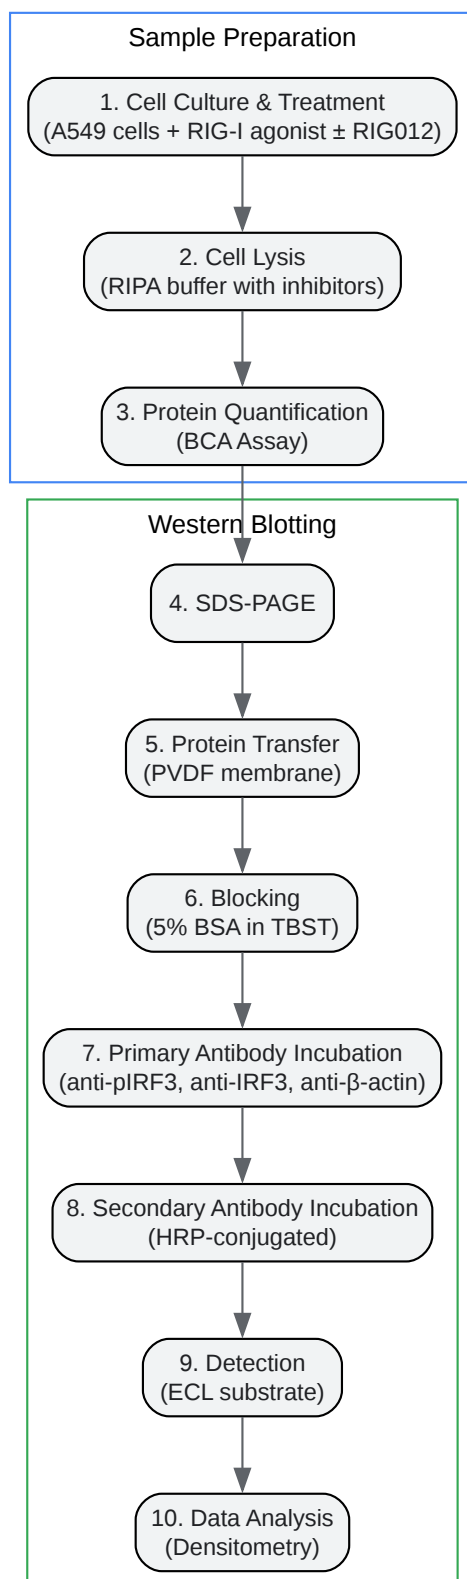 Sample Preparation
1. Cell Culture & Treatment
(A549 cells + RIG-I agonist ± RIG012)
2. Cell Lysis
(RIPA buffer with inhibitors)
3. Protein Quantification
(BCA Assay)
Western Blotting
4. SDS-PAGE
5. Protein Transfer
(PVDF membrane)
6. Blocking
(5% BSA in TBST)
7. Primary Antibody Incubation
(anti-pIRF3, anti-IRF3, anti-β-actin)
8. Secondary Antibody Incubation
(HRP-conjugated)
9. Detection
(ECL substrate)
10. Data Analysis
(Densitometry)